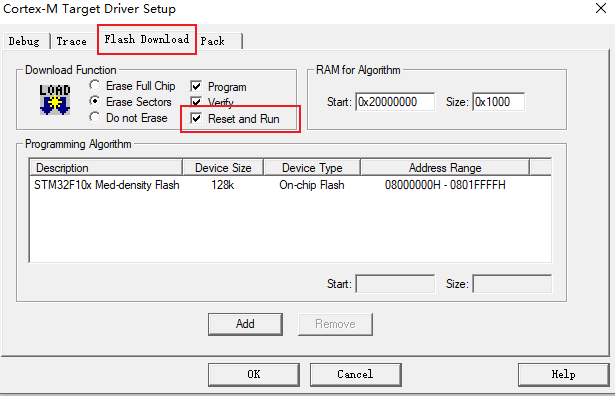 Cortex-M Target Driver Setup
Debug Trace Flash Download Pack
Download Function
LOAD
Erase Full Chip
Erase Sectors
Do not Erase
Program
Verify
Reset and Run
RAM for Algorithm
Start: 0x20000000 Size: 0x1000
Programming Algorithm
Description Device Size Device Type Address Range
STM32F10x Med-density Flash 128k On-chip Flash 08000000H - 0801FFFFH
Start: Size:
Add Remove
OK Cancel Help